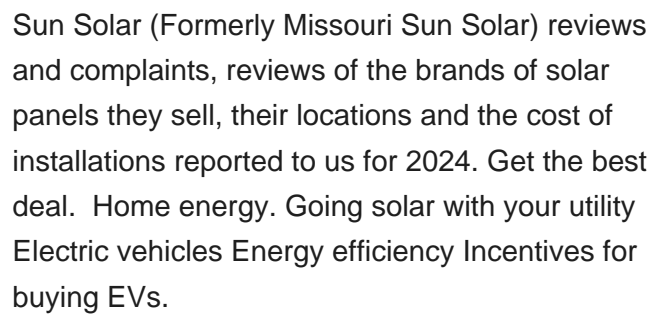 Sun Solar (Formerly Missouri Sun Solar) reviews
and complaints, reviews of the brands of solar
panels they sell, their locations and the cost of
installations reported to us for 2024. Get the best
deal.  Home energy. Going solar with your utility
Electric vehicles Energy efficiency Incentives for
buying EVs.